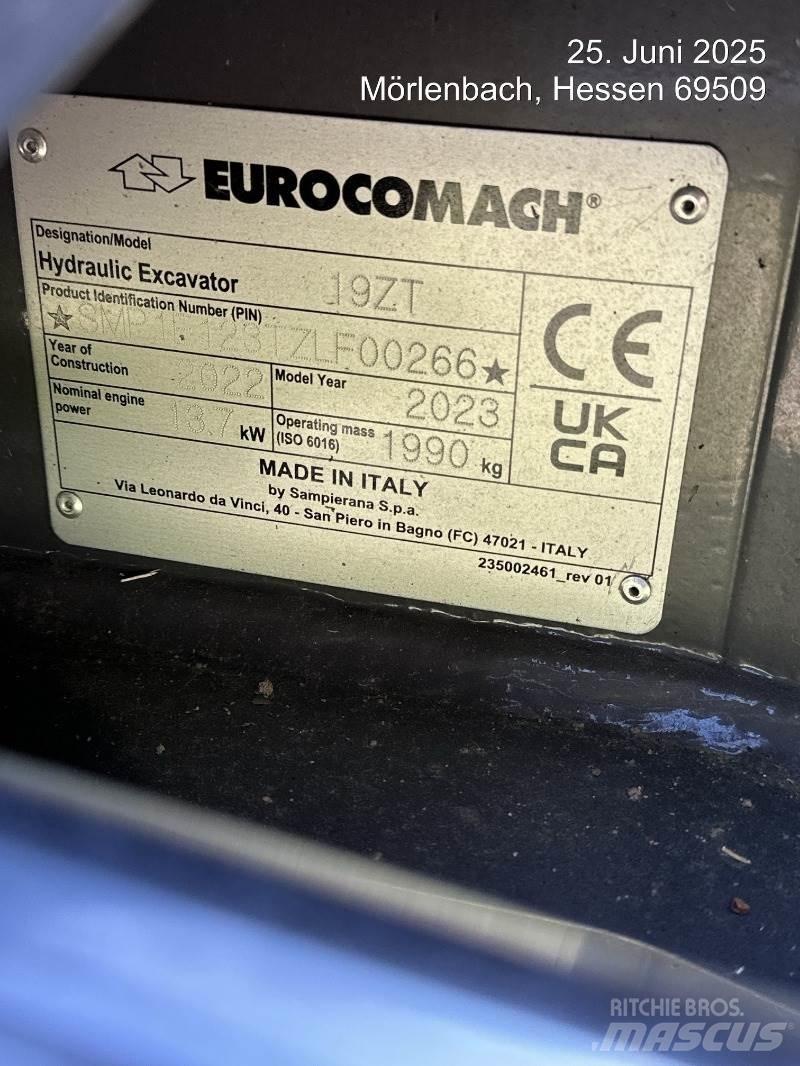 25. Juni 2025
Mörlenbach, Hessen 69509
EUROCOMACH®
Designation/Model
Hydraulic Excavator 19ZT
Product Identification Number (PIN)
Year of Construction 2022
Model Year 2023
Nominal engine power 13.7 kW
Operating mass (ISO 6016) 1990 kg
CE
UK
CA
MADE IN ITALY
by Sampierana S.p.a.
Via Leonardo da Vinci, 40 - San Piero in Bagno (FC) 47021 - ITALY
235002461_rev 01
RITCHIE BROS.
MASCUS